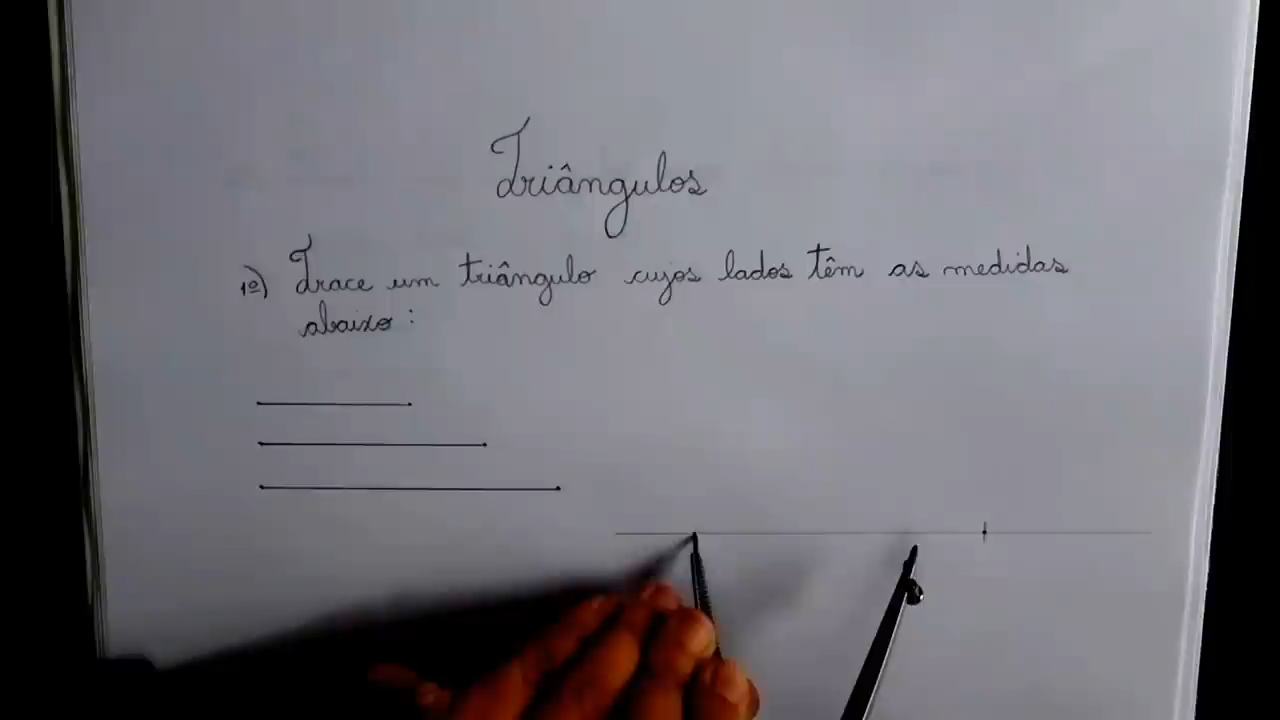 Triângulos
1º) Trace um triângulo cujos lados têm as medidas
abaixo: